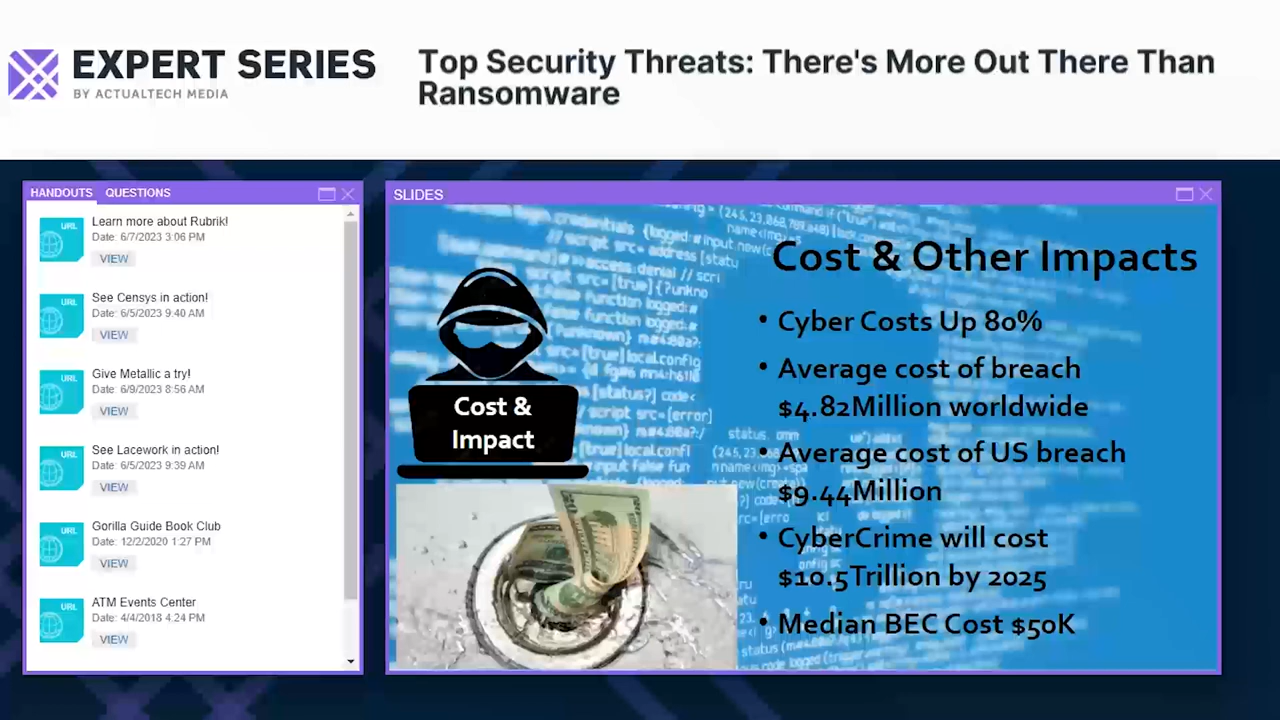 EXPERT SERIES
BY ACTUALTECH MEDIA
Top Security Threats: There's More Out There Than
Ransomware
HANDOUTS QUESTIONS
URL
Learn more about Rubrik!
Date: 6/7/2023 3:06 PM
VIEW
URL
See Censys in action!
Date: 6/5/2023 9:40 AM
VIEW
URL
Give Metallic a try!
Date: 6/9/2023 8:56 AM
VIEW
URL
See Lacework in action!
Date: 6/5/2023 9:39 AM
VIEW
URL
Gorilla Guide Book Club
Date: 12/2/2020 1:27 PM
VIEW
URL
ATM Events Center
Date: 4/4/2018 4:24 PM
VIEW
SLIDES
Cost &
Impact
Cost & Other Impacts
• Cyber Costs Up 80%
• Average cost of breach
$4.82Million worldwide
• Average cost of US breach
$9.44Million
• CyberCrime will cost
$10.5Trillion by 2025
• Median BEC Cost $50K